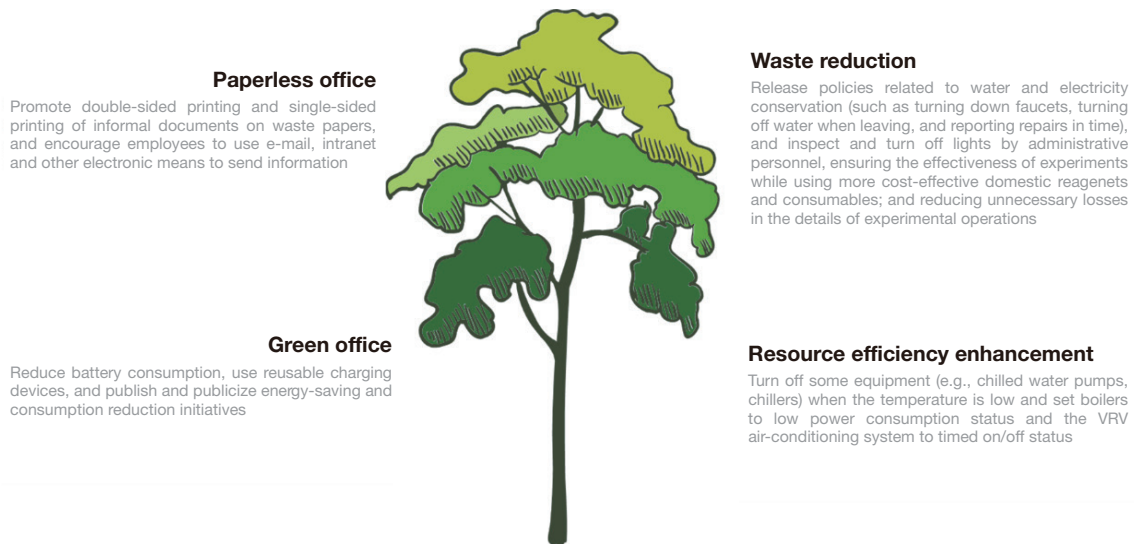 Paperless office
Promote double-sided printing and single-sided
printing of informal documents on waste papers,
and encourage employees to use e-mail, intranet
and other electronic means to send information
Waste reduction
Release policies related to water and electricity
conservation (such as turning down faucets, turning
off water when leaving, and reporting repairs in time),
and inspect and turn off lights by administrative
personnel, ensuring the effectiveness of experiments
while using more cost-effective domestic reagenets
and consumables; and reducing unnecessary losses
in the details of experimental operations
Green office
Reduce battery consumption, use reusable charging
devices, and publish and publicize energy-saving and
consumption reduction initiatives
Resource efficiency enhancement
Turn off some equipment (e.g., chilled water pumps,
chillers) when the temperature is low and set boilers
to low power consumption status and the VRV
air-conditioning system to timed on/off status